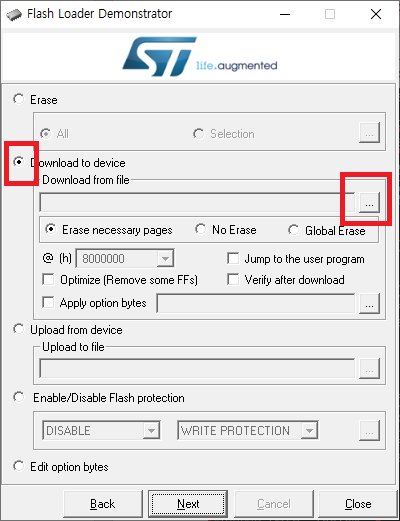 Flash Loader Demonstrator
ST life.augmented
Erase
All Selection ...
Download to device
Download from file
...
Erase necessary pages No Erase Global Erase
@ (h) 8000000 Jump to the user program
Optimize (Remove some FFs) Verify after download
Apply option bytes ...
Upload from device
Upload to file
...
Enable/Disable Flash protection
DISABLE WRITE PROTECTION ...
Edit option bytes
Back Next Cancel Close